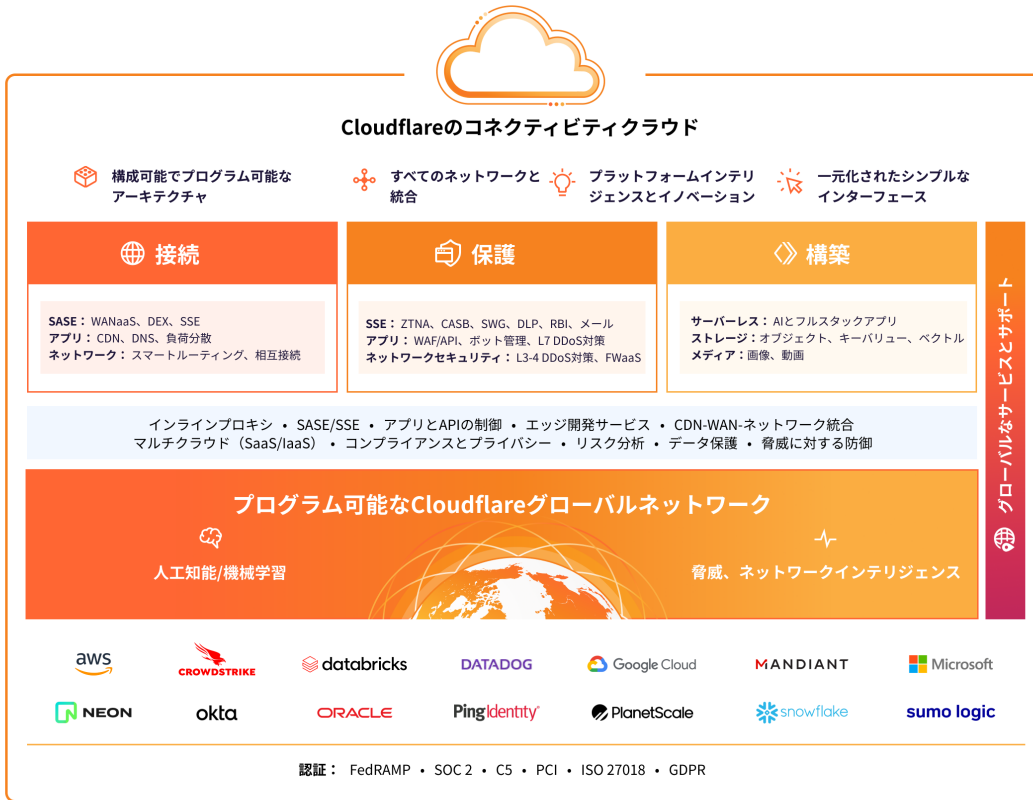 Cloudflareのコネクティビティクラウド
構成可能でプログラム可能な
アーキテクチャ
すべてのネットワークと
統合
プラットフォームインテリ
ジェンスとイノベーション
一元化されたシンプルな
インターフェース
接続
SASE： WANaaS、DEX、SSE
アプリ： CDN、DNS、負荷分散
ネットワーク： スマートルーティング、相互接続
保護
SSE： ZTNA、CASB、SWG、DLP、RBI、メール
アプリ： WAF/API、ボット管理、L7 DDoS対策
ネットワークセキュリティ： L3-4 DDoS対策、FWaaS
構築
サーバーレス： AIとフルスタックアプリ
ストレージ：オブジェクト、キーバリュー、ベクトル
メディア：画像、動画
グローバルなサービスとサポート
インラインプロキシ • SASE/SSE • アプリとAPIの制御 • エッジ開発サービス • CDN-WAN-ネットワーク統合
マルチクラウド（SaaS/IaaS） • コンプライアンスとプライバシー • リスク分析 • データ保護 • 脅威に対する防御
プログラム可能なCloudflareグローバルネットワーク
人工知能/機械学習
脅威、ネットワークインテリジェンス
aws
CROWDSTRIKE
databricks
DATADOG
Google Cloud
MANDIANT
Microsoft
NEON
okta
ORACLE
PingIdentity
PlanetScale
snowflake
sumo logic
認証： FedRAMP • SOC 2 • C5 • PCI • ISO 27018 • GDPR